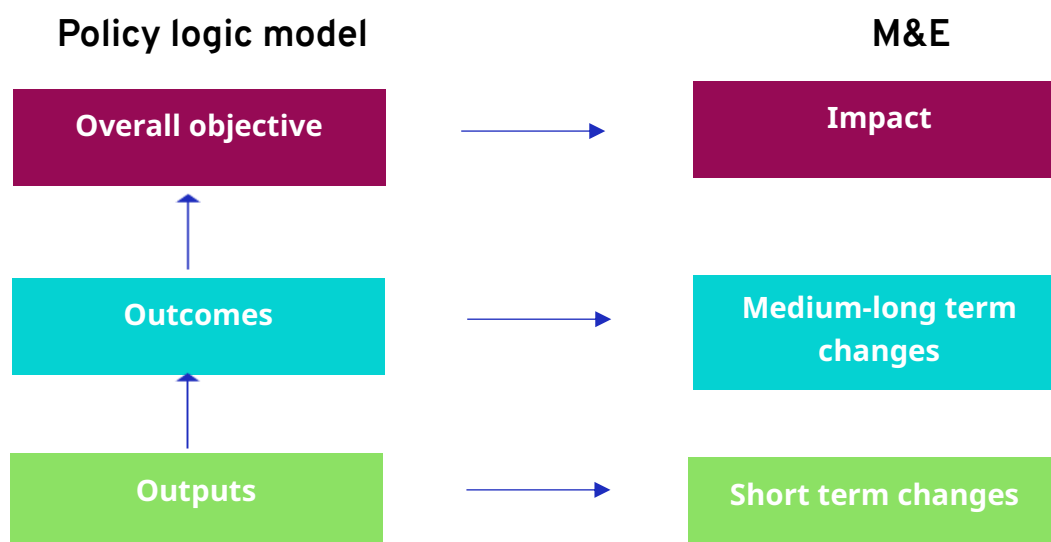 Policy logic model
M&E
Overall objective
Impact
Outcomes
Medium-long term
changes
Outputs
Short term changes